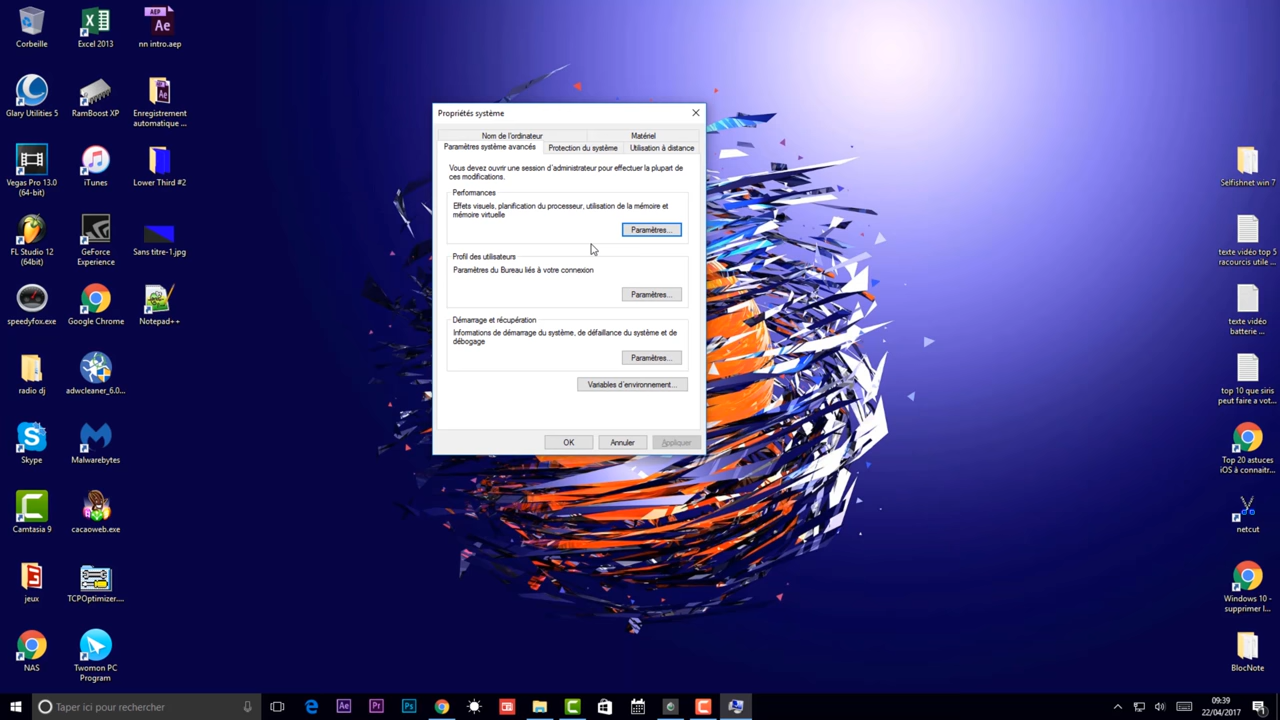 Corbeille
Excel 2013
nn intro.aep
Glary Utilities 5
RamBoost XP
Enregistrement
automatique ...
Vegas Pro 13.0
(64-bit)
iTunes
Lower Third #2
FL Studio 12
(64bit)
GeForce
Experience
Sans titre-1.jpg
speedyfox.exe
Google Chrome
Notepad++
radio dj
adwcleaner_6.0...
Skype
Malwarebytes
Camtasia 9
cacaoweb.exe
jeux
TCPOptimizer....
NAS
Twomon PC
Program
Propriétés système
Nom de l'ordinateur
Matériel
Paramètres système avancés
Protection du système
Utilisation à distance
Vous devez ouvrir une session d'administrateur pour effectuer la plupart de
ces modifications.
Performances
Effets visuels, planification du processeur, utilisation de la mémoire et
mémoire virtuelle
Paramètres...
Profil des utilisateurs
Paramètres du Bureau liés à votre connexion
Paramètres...
Démarrage et récupération
Informations de démarrage du système, de défaillance du système et de
débogage
Paramètres...
Variables d'environnement...
OK
Annuler
Appliquer
Selfishnet win 7
texte vidéo top 5
racourcis utile ...
texte vidéo
batterie ...
top 10 que siris
peut faire a vot...
Top 20 astuces
iOS à connaitr...
netcut
Windows 10 -
supprimer l...
BlocNote
Taper ici pour rechercher
Ae
Pr
Ps
09:39
22/04/2017